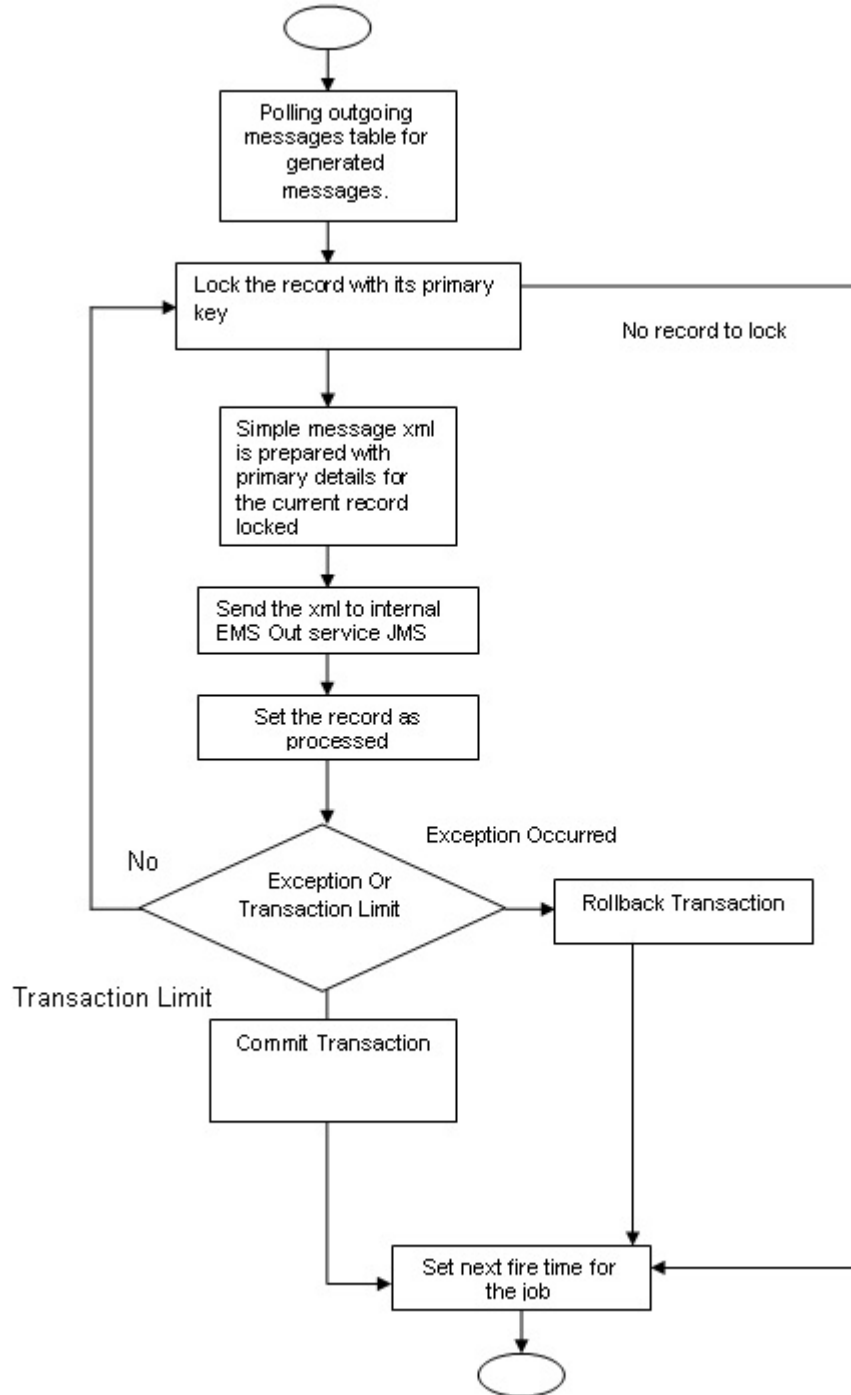 Polling outgoing
messages table for
generated
messages.
Lock the record with its primary
key
No record to lock
Simple message xml
is prepared with
primary details for
the current record
locked
Send the xml to internal
EMS Out service JMS
Set the record as
processed
Exception Occurred
No
Exception Or
Transaction Limit
Rollback Transaction
Transaction Limit
Commit Transaction
Set next fire time for
the job